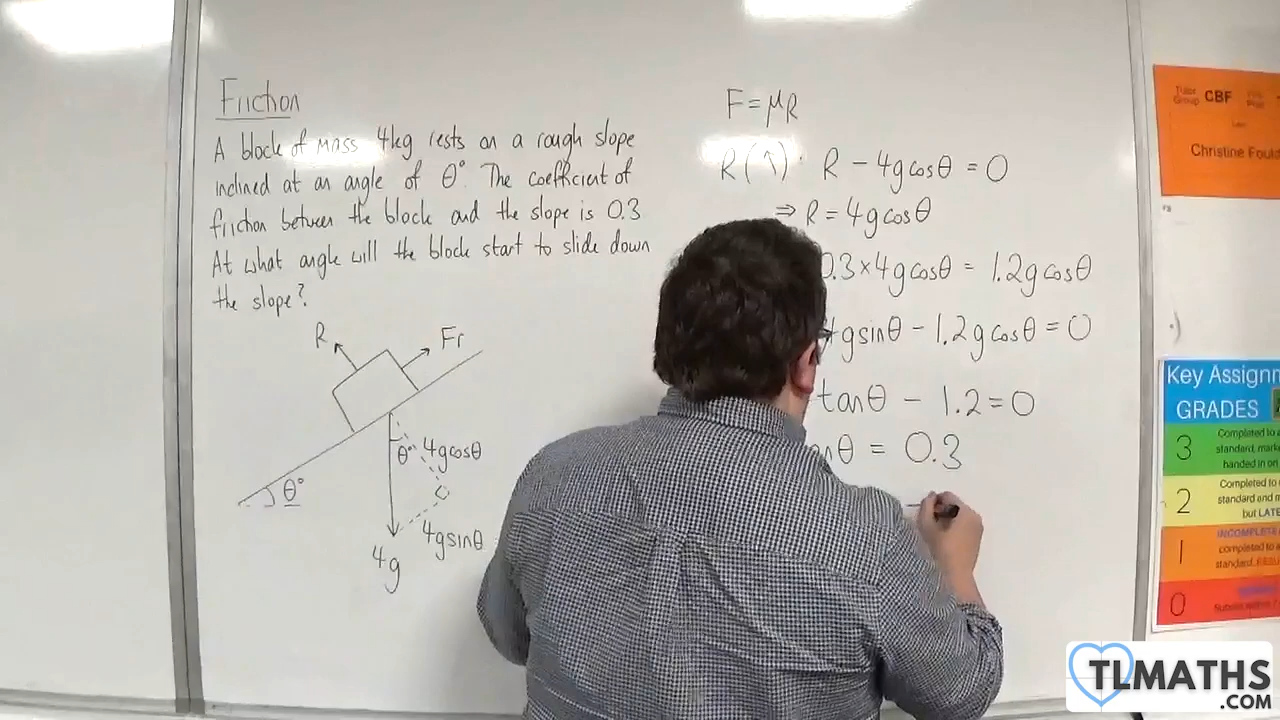 Friction
A block of mass 4kg rests on a rough slope
inclined at an angle of θ°. The coefficient of
friction between the block and the slope is 0.3
At what angle will the block start to slide down
the slope?
R
Fr
θ°
θ°
4gcosθ
4gsinθ
4g
F = μR
R(↑): R − 4gcosθ = 0
⇒ R = 4gcosθ
0.3×4gcosθ = 1.2gcosθ
4gsinθ − 1.2gcosθ = 0
tanθ − 1.2 = 0
anθ = 0.3
Tutor
Group CBF
Christine
Key
GRADES
3 Completed to
standard,
handed in on
2 Completed to
standard and
but LATE
1 INCOMPLETE
completed to
standard.
0
TLMATHS
.COM